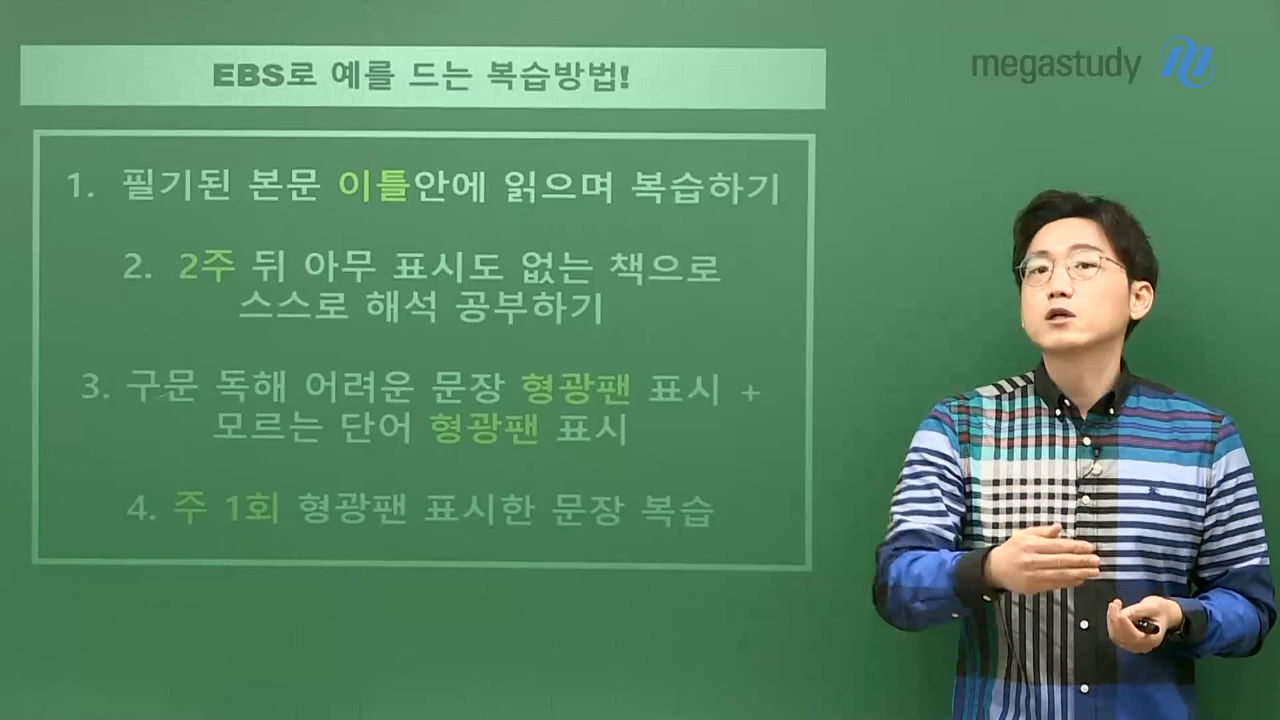 EBS로 예를 드는 복습방법!
megastudy
1. 필기된 본문 이틀안에 읽으며 복습하기
2. 2주 뒤 아무 표시도 없는 책으로
스스로 해석 공부하기
3. 구문 독해 어려운 문장 형광팬 표시 +
모르는 단어 형광팬 표시
4. 주 1회 형광팬 표시한 문장 복습